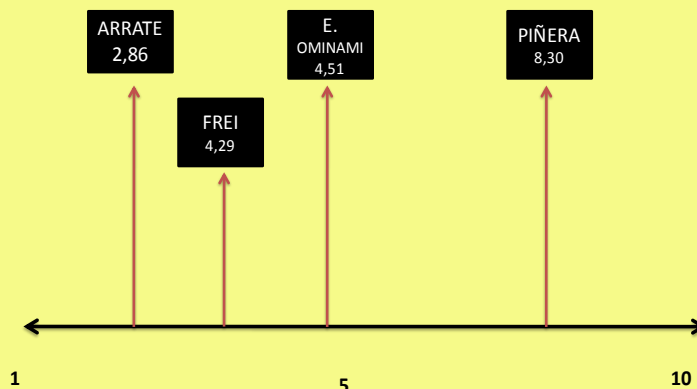 ARRATE
2,86
FREI
4,29
E.
OMINAMI
4,51
PIÑERA
8,30
1
5
10